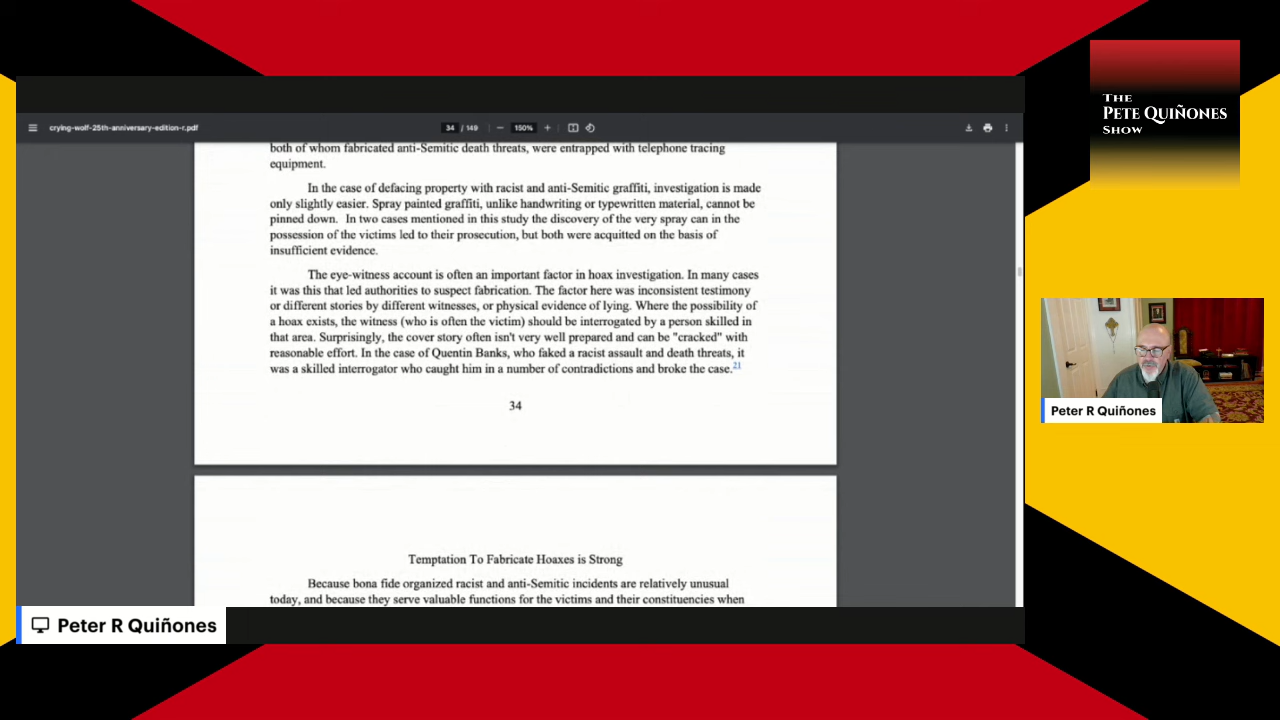 crying-wolf-25th-anniversary-edition-r.pdf
34 / 149
150%
both of whom fabricated anti-Semitic death threats, were entrapped with telephone tracing
equipment.
In the case of defacing property with racist and anti-Semitic graffiti, investigation is made
only slightly easier. Spray painted graffiti, unlike handwriting or typewritten material, cannot be
pinned down. In two cases mentioned in this study the discovery of the very spray can in the
possession of the victims led to their prosecution, but both were acquitted on the basis of
insufficient evidence.
The eye-witness account is often an important factor in hoax investigation. In many cases
it was this that led authorities to suspect fabrication. The factor here was inconsistent testimony
or different stories by different witnesses, or physical evidence of lying. Where the possibility of
a hoax exists, the witness (who is often the victim) should be interrogated by a person skilled in
that area. Surprisingly, the cover story often isn't very well prepared and can be "cracked" with
reasonable effort. In the case of Quentin Banks, who faked a racist assault and death threats, it
was a skilled interrogator who caught him in a number of contradictions and broke the case.21
34
Temptation To Fabricate Hoaxes is Strong
Because bona fide organized racist and anti-Semitic incidents are relatively unusual
today, and because they serve valuable functions for the victims and their constituencies when
Peter R Quiñones
THE
PETE QUIÑONES
SHOW
Peter R Quiñones